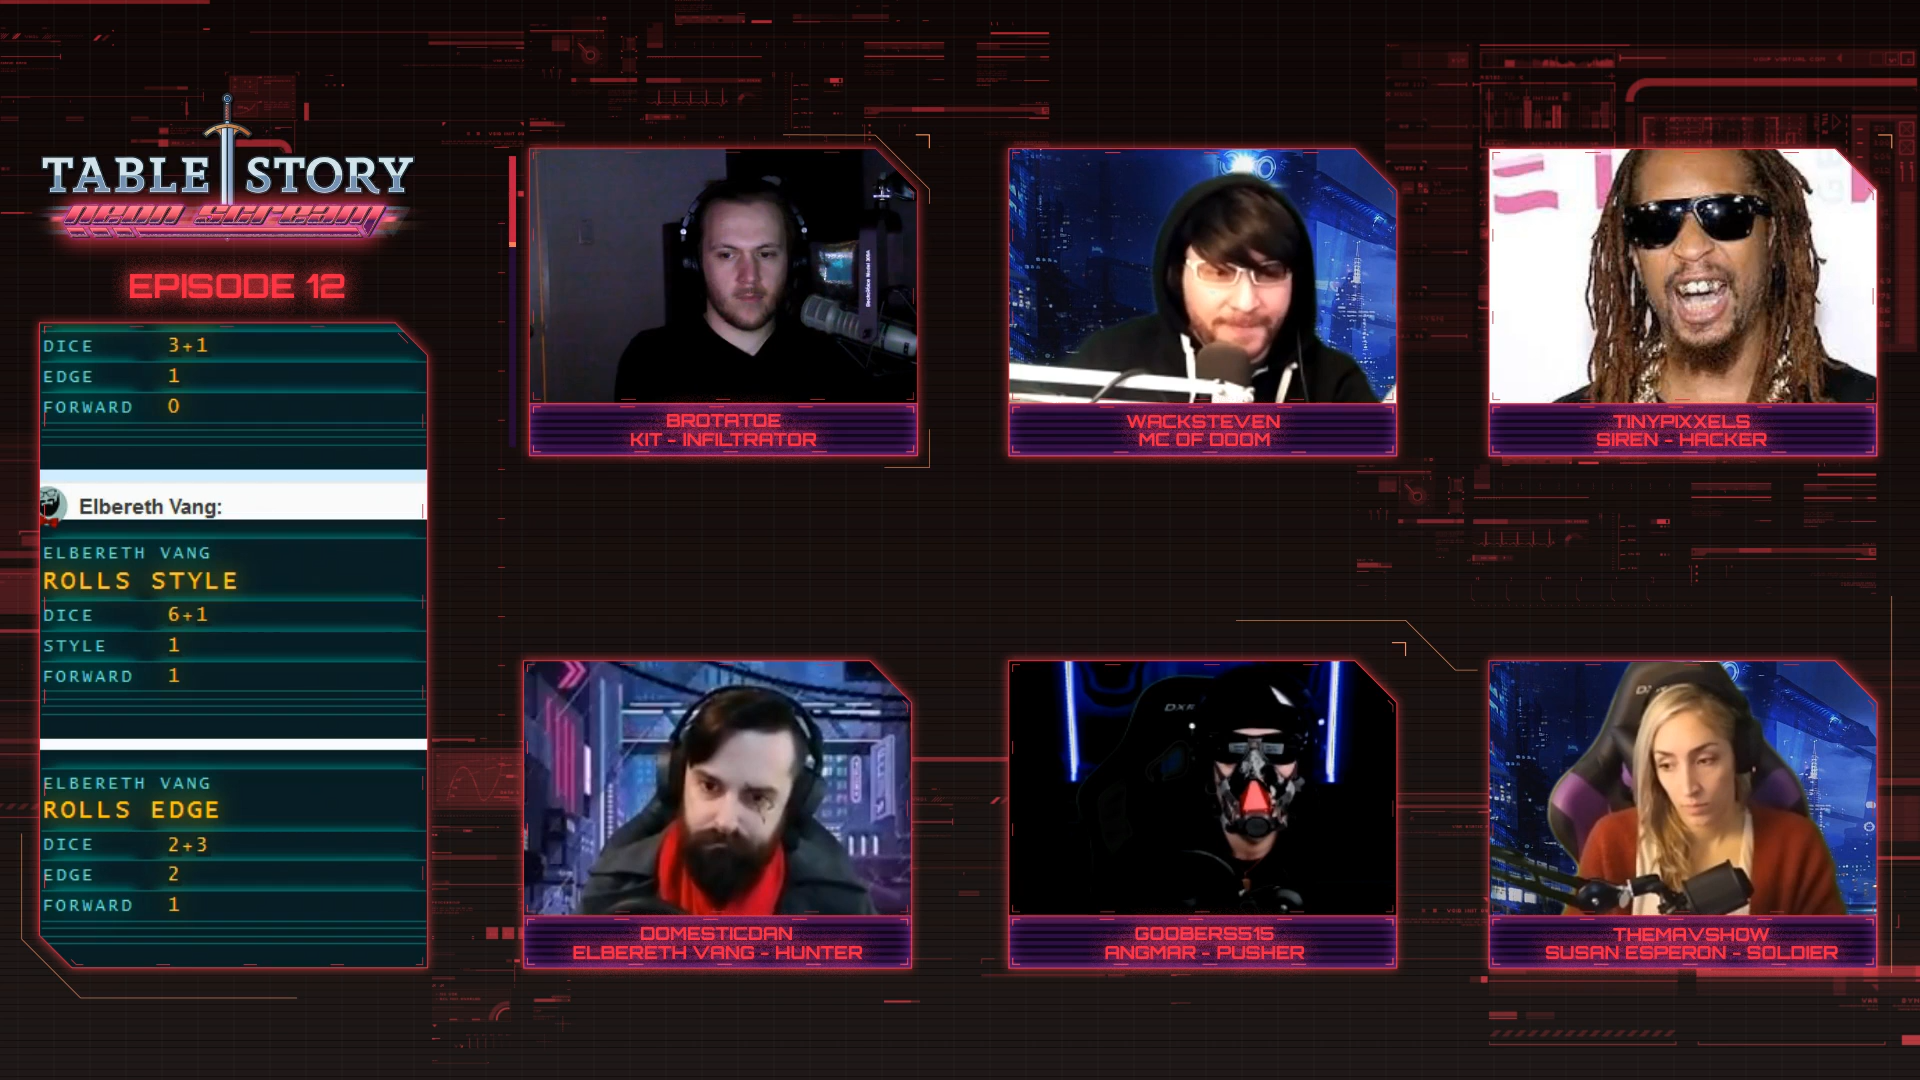 TABLE STORY
neon scream
EPISODE 12
DICE 3+1
EDGE 1
FORWARD 0
Elbereth Vang:
ELBERETH VANG
ROLLS STYLE
DICE 6+1
STYLE 1
FORWARD 1
ELBERETH VANG
ROLLS EDGE
DICE 2+3
EDGE 2
FORWARD 1
BROTATOE
KIT - INFILTRATOR
WACKSTEVEN
MC OF DOOM
TINYPIXXELS
SIREN - HACKER
DOMESTICDAN
ELBERETH VANG - HUNTER
DXR
GOOBERS515
ANGMAR - PUSHER
THEMAVSHOW
SUSAN ESPERON - SOLDIER